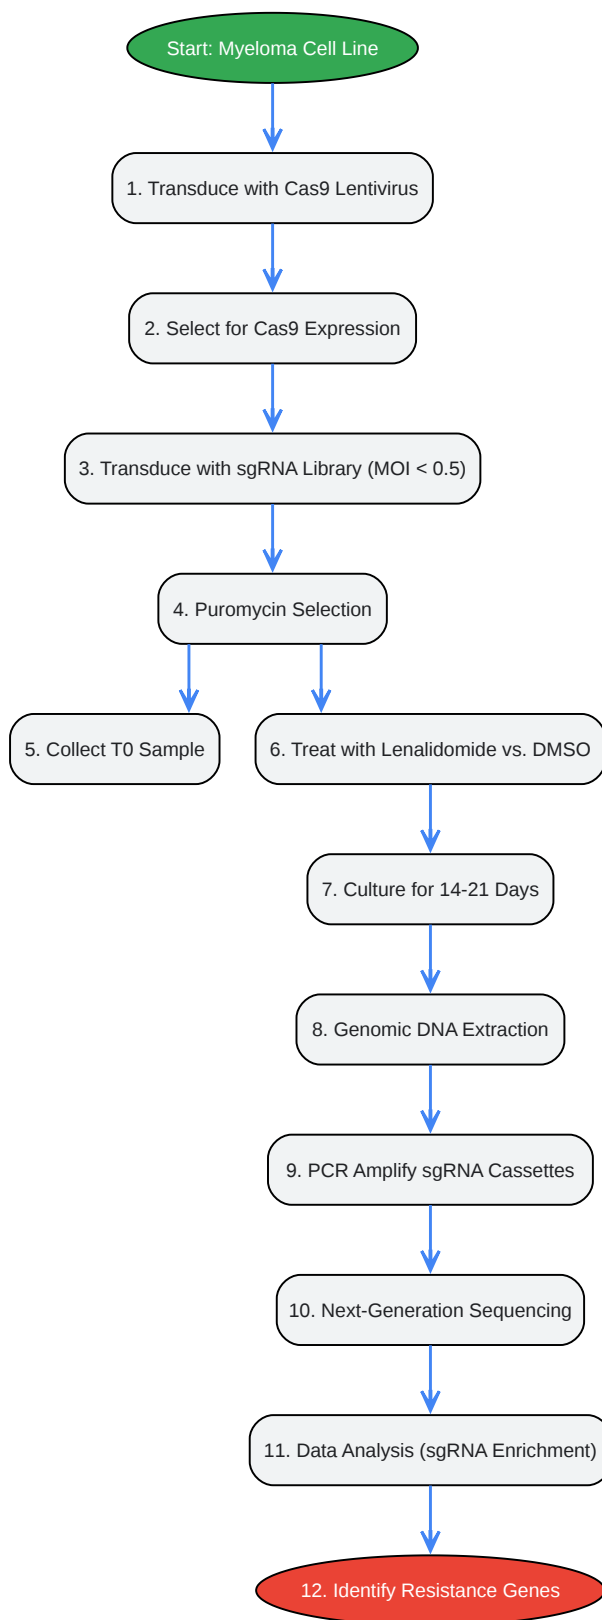 Start: Myeloma Cell Line
1. Transduce with Cas9 Lentivirus
2. Select for Cas9 Expression
3. Transduce with sgRNA Library (MOI < 0.5)
4. Puromycin Selection
5. Collect T0 Sample
6. Treat with Lenalidomide vs. DMSO
7. Culture for 14-21 Days
8. Genomic DNA Extraction
9. PCR Amplify sgRNA Cassettes
10. Next-Generation Sequencing
11. Data Analysis (sgRNA Enrichment)
12. Identify Resistance Genes